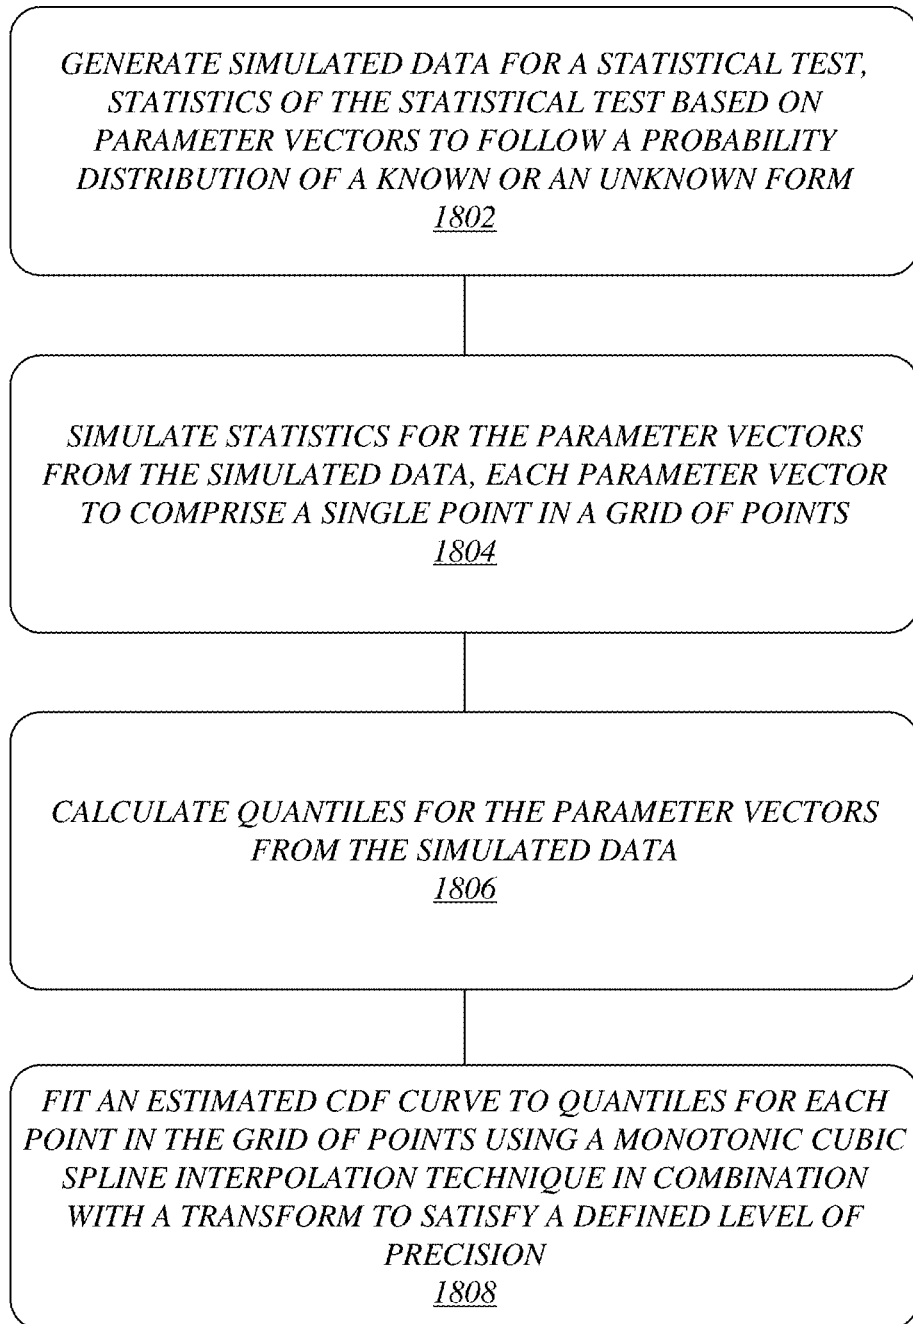 GENERATE SIMULATED DATA FOR A STATISTICAL TEST,
STATISTICS OF THE STATISTICAL TEST BASED ON
PARAMETER VECTORS TO FOLLOW A PROBABILITY
DISTRIBUTION OF A KNOWN OR AN UNKNOWN FORM
1802
SIMULATE STATISTICS FOR THE PARAMETER VECTORS
FROM THE SIMULATED DATA, EACH PARAMETER VECTOR
TO COMPRISE A SINGLE POINT IN A GRID OF POINTS
1804
CALCULATE QUANTILES FOR THE PARAMETER VECTORS
FROM THE SIMULATED DATA
1806
FIT AN ESTIMATED CDF CURVE TO QUANTILES FOR EACH
POINT IN THE GRID OF POINTS USING A MONOTONIC CUBIC
SPLINE INTERPOLATION TECHNIQUE IN COMBINATION
WITH A TRANSFORM TO SATISFY A DEFINED LEVEL OF
PRECISION
1808